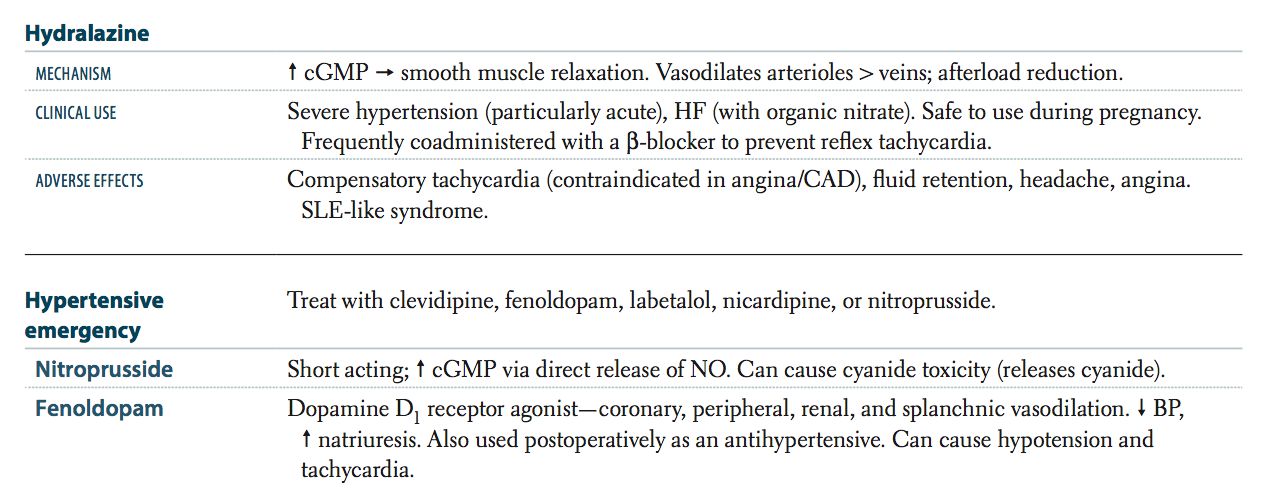 Hydralazine
MECHANISM ↑ cGMP → smooth muscle relaxation. Vasodilates arterioles > veins; afterload reduction.
CLINICAL USE Severe hypertension (particularly acute), HF (with organic nitrate). Safe to use during pregnancy.
Frequently coadministered with a β-blocker to prevent reflex tachycardia.
ADVERSE EFFECTS Compensatory tachycardia (contraindicated in angina/CAD), fluid retention, headache, angina.
SLE-like syndrome.
Hypertensive Treat with clevidipine, fenoldopam, labetalol, nicardipine, or nitroprusside.
emergency
Nitroprusside Short acting; ↑ cGMP via direct release of NO. Can cause cyanide toxicity (releases cyanide).
Fenoldopam Dopamine D₁ receptor agonist—coronary, peripheral, renal, and splanchnic vasodilation. ↓ BP,
↑ natriuresis. Also used postoperatively as an antihypertensive. Can cause hypotension and
tachycardia.